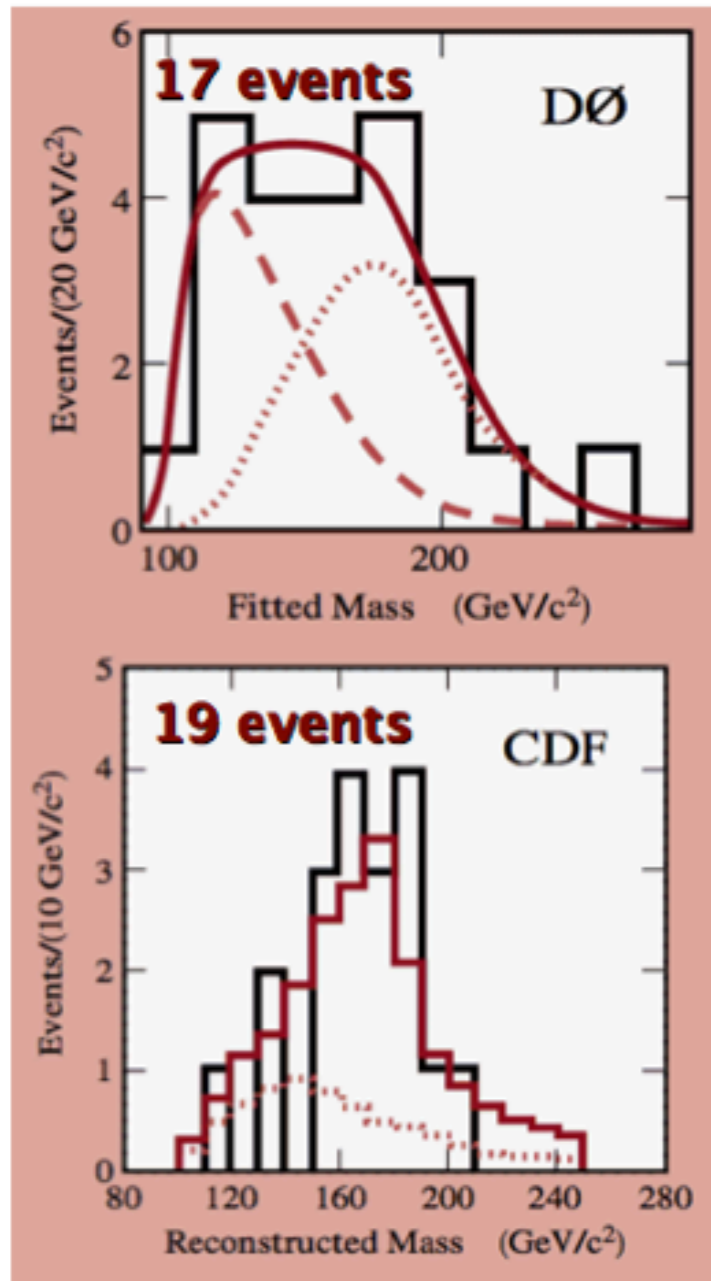 6
17 events
DØ
Events/(20 GeV/c²)
4
2
0
100 200
Fitted Mass (GeV/c²)
5
19 events
CDF
4
Events/(10 GeV/c²)
3
2
1
0
80 120 160 200 240 280
Reconstructed Mass (GeV/c²)